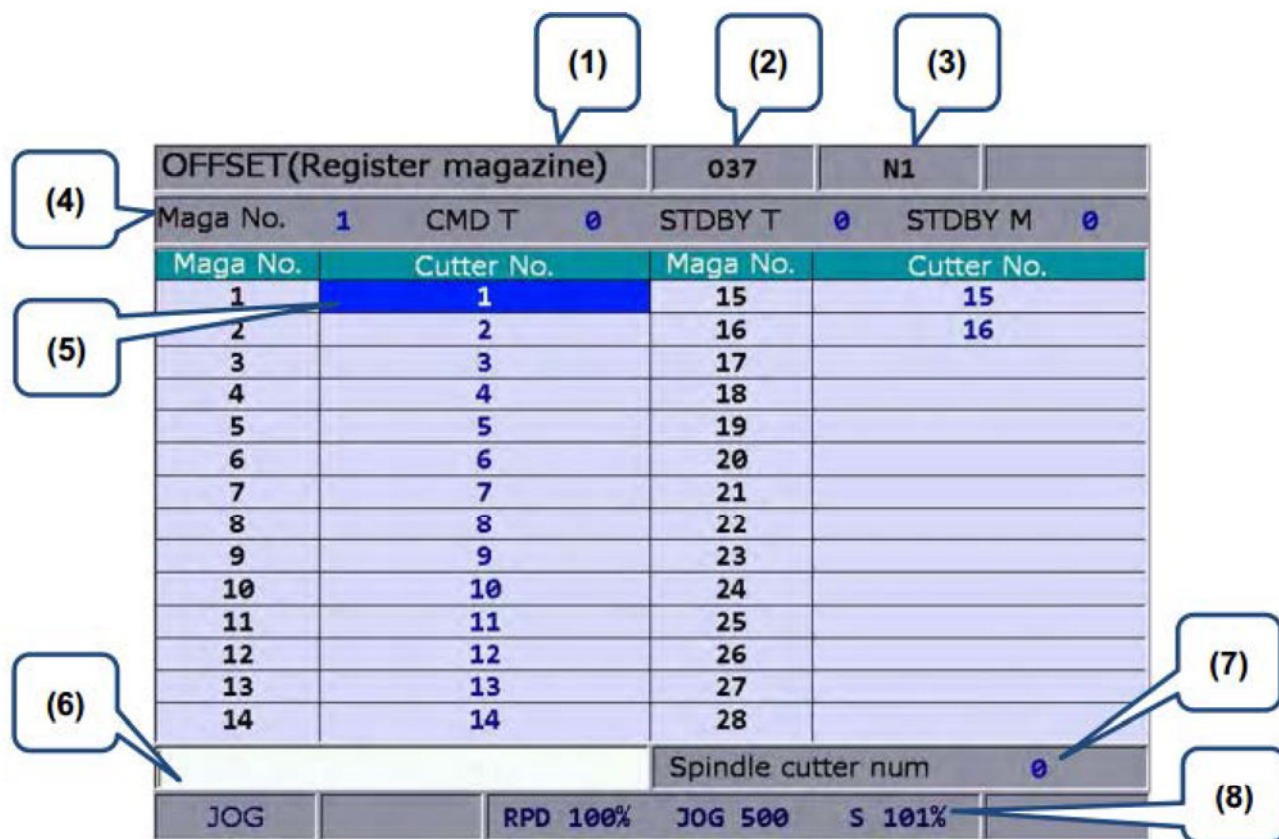 (1) (2) (3)
OFFSET(Register magazine) O37 N1
(4)
Maga No. 1 CMD T 0 STDBY T 0 STDBY M 0
Maga No. Cutter No. Maga No. Cutter No.
1 1 15 15
(5)
2 2 16 16
3 3 17
4 4 18
5 5 19
6 6 20
7 7 21
8 8 22
9 9 23
10 10 24
11 11 25
12 12 26
13 13 27
14 14 28
(6)
(7)
Spindle cutter num 0
JOG RPD 100% JOG 500 S 101%
(8)